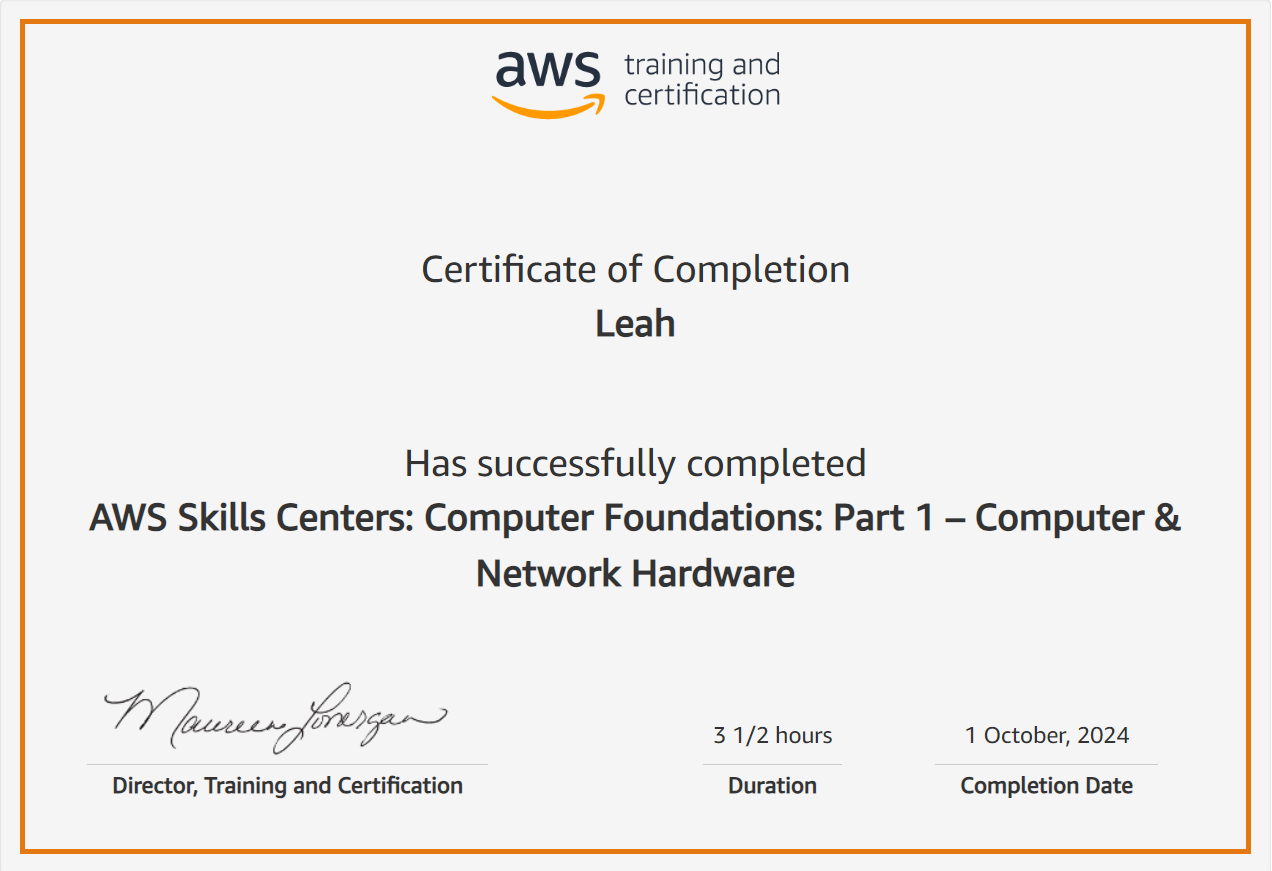 aws training and
certification
Certificate of Completion
Leah
Has successfully completed
AWS Skills Centers: Computer Foundations: Part 1 – Computer &
Network Hardware
Maureen Lonergan
3 1/2 hours
1 October, 2024
Director, Training and Certification
Duration
Completion Date